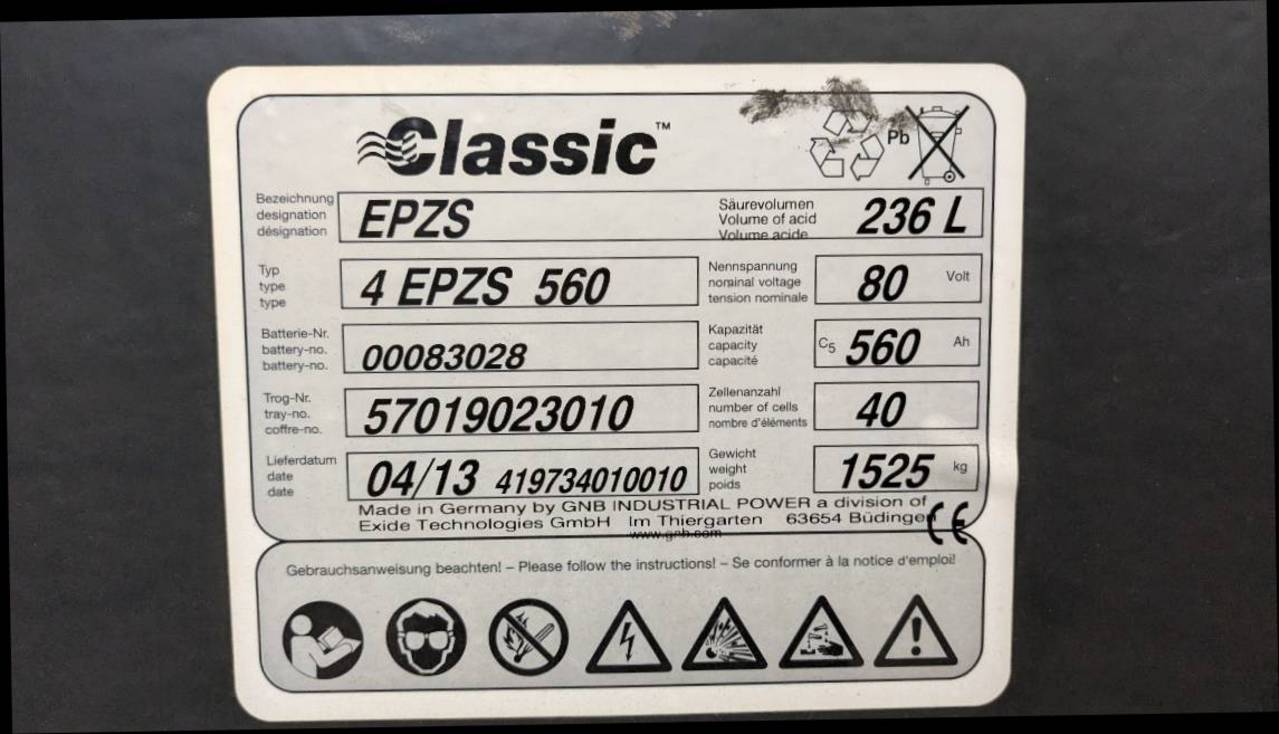 Classic™
Pb
Bezeichnung
designation
désignation
EPZS
Säurevolumen
Volume of acid
Volume acide
236 L
Typ
type
type
4 EPZS 560
Nennspannung
nominal voltage
tension nominale
80 Volt
Batterie-Nr.
battery-no.
battery-no.
00083028
Kapazität
capacity
capacité
C5 560 Ah
Trog-Nr.
tray-no.
coffre-no.
57019023010
Zellenanzahl
number of cells
nombre d'éléments
40
Lieferdatum
date
date
04/13 419734010010
Gewicht
weight
poids
1525 kg
Made in Germany by GNB INDUSTRIAL POWER a division of
Exide Technologies GmbH Im Thiergarten 63654 Büdingen
www.gnb.com
CE
Gebrauchsanweisung beachten! – Please follow the instructions! – Se conformer à la notice d'emploi!